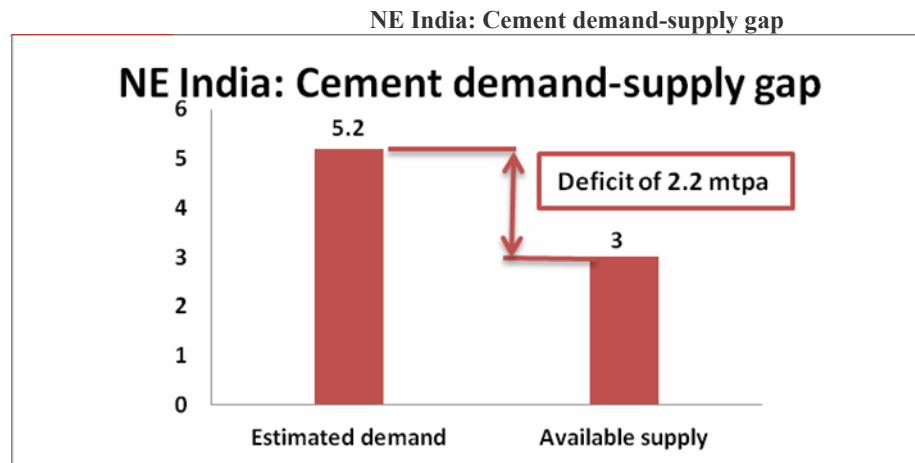 NE India: Cement demand-supply gap
NE India: Cement demand-supply gap
6
5.2
5
Deficit of 2.2 mtpa
4
3
3
2
1
0
Estimated demand
Available supply